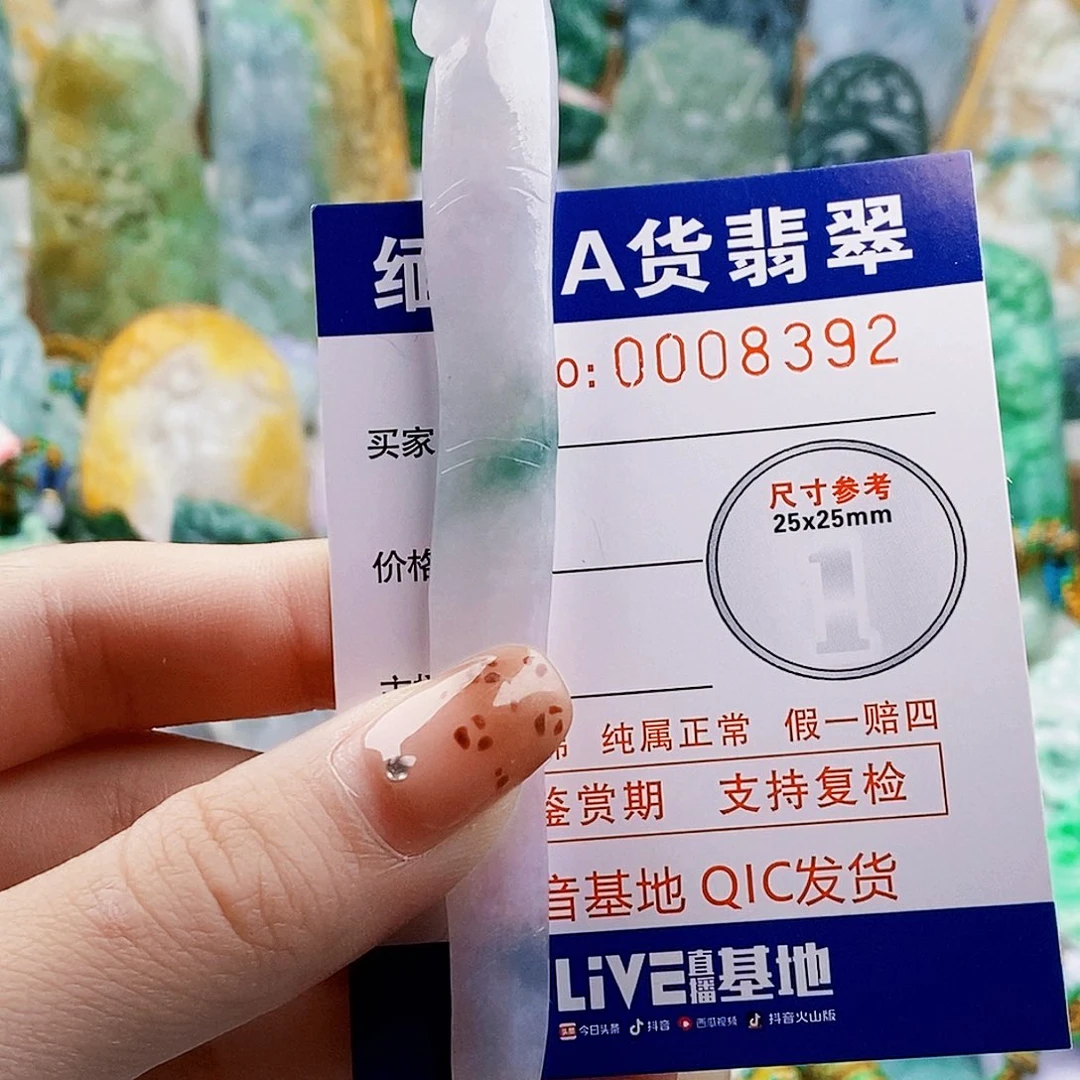 缅 A货翡翠
o:0008392
买家
价格
尺寸参考
25x25mm
1
纯属正常 假一赔四
鉴赏期 支持复检
音基地 QIC发货
LiVE直播基地
今日头条 抖音 西瓜视频 抖音火山版